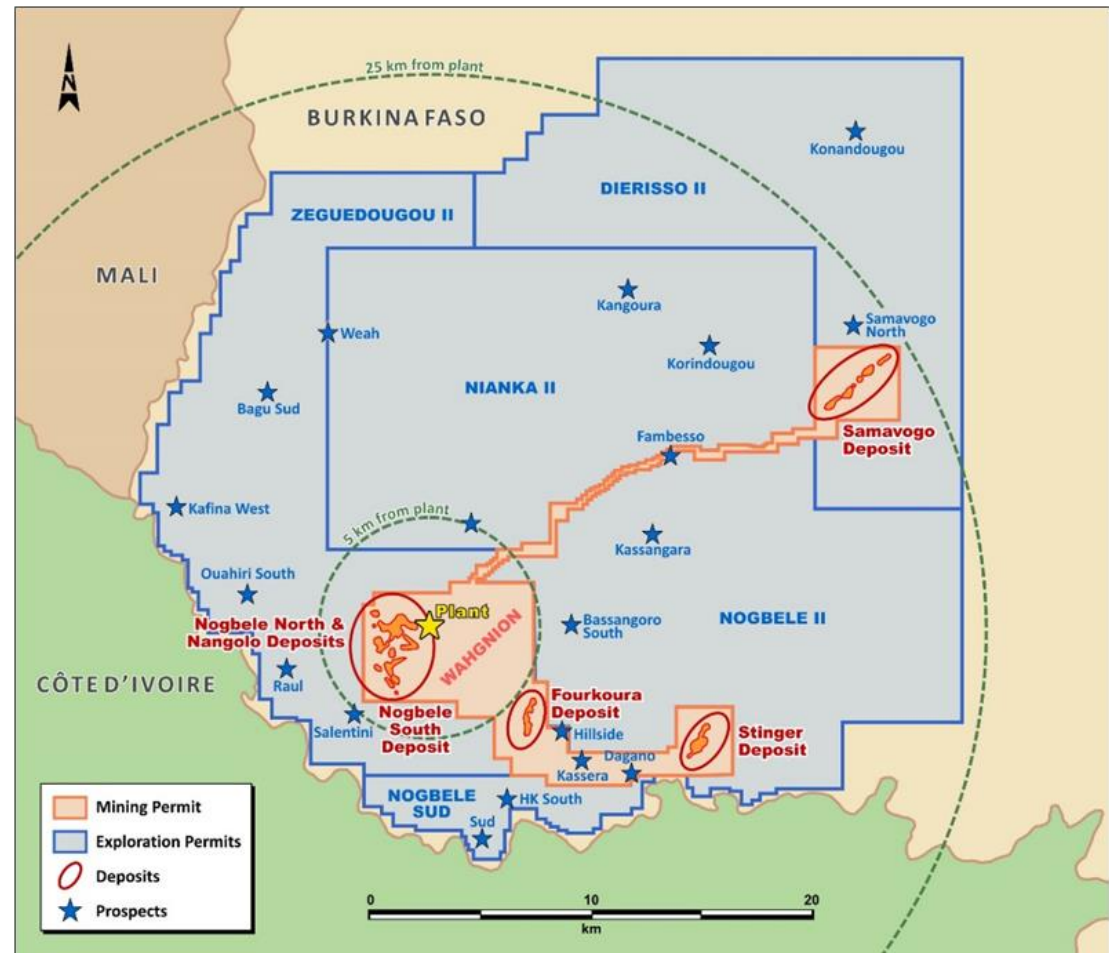 25 km from plant
N
BURKINA FASO
Konandougou
DIERISSO II
ZEGUEDOUGOU II
MALI
Kangoura
Samavogo
North
Weah
Korindougou
NIANKA II
Bagu Sud
Samavogo
Deposit
Fambesso
Kafina West
5 km from plant
Kassangara
Ouahiri South
Plant
Nogbele North &
Nangolo Deposits
WAHGNION
Bassangoro
South
NOGBELE II
Raul
CÔTE D'IVOIRE
Fourkoura
Deposit
Nogbele
South
Deposit
Salentini
Hillside
Stinger
Deposit
Kassera
Dagano
NOGBELE
SUD
HK South
Sud
Mining Permit
Exploration Permits
Deposits
Prospects
0 10 20
km